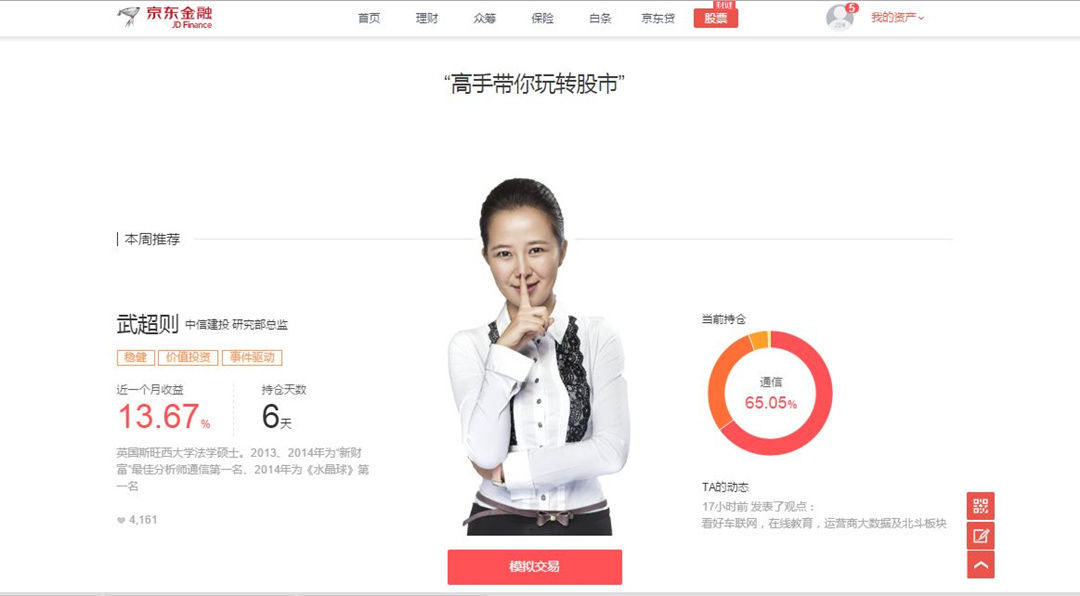 京东金融
JD Finance
首页 理财 众筹 保险 白条 京东贷 股票
5 我的资产
“高手带你玩转股市”
本周推荐
武超则 中信建投 研究部总监
稳健 价值投资 事件驱动
近一个月收益 持仓天数
13.67% 6天
英国斯旺西大学法学硕士。2013、2014年为“新财
富”最佳分析师通信第一名、2014年为《水晶球》第
一名
4,161
当前持仓
通信
65.05%
TA的动态
17小时前 发表了观点：
看好车联网，在线教育，运营商大数据及北斗板块
模拟交易